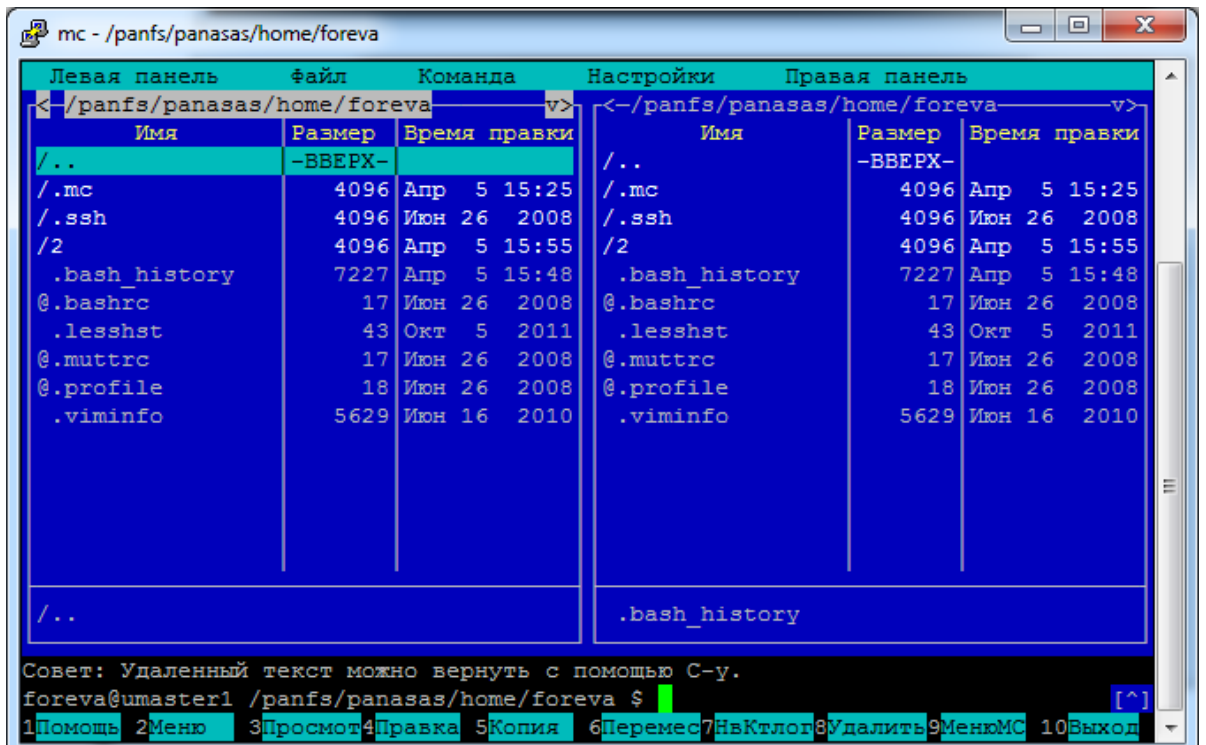 mc - /panfs/panasas/home/foreva
Левая панель Файл Команда Настройки Правая панель
<-/panfs/panasas/home/foreva v> <-/panfs/panasas/home/foreva v>
Имя Размер Время правки Имя Размер Время правки
/.. -ВВЕРХ- /.. -ВВЕРХ-
/.mc 4096 Апр 5 15:25 /.mc 4096 Апр 5 15:25
/.ssh 4096 Июн 26 2008 /.ssh 4096 Июн 26 2008
/2 4096 Апр 5 15:55 /2 4096 Апр 5 15:55
.bash_history 7227 Апр 5 15:48 .bash_history 7227 Апр 5 15:48
@.bashrc 17 Июн 26 2008 @.bashrc 17 Июн 26 2008
.lesshst 43 Окт 5 2011 .lesshst 43 Окт 5 2011
@.muttrc 17 Июн 26 2008 @.muttrc 17 Июн 26 2008
@.profile 18 Июн 26 2008 @.profile 18 Июн 26 2008
.viminfo 5629 Июн 16 2010 .viminfo 5629 Июн 16 2010
/.. .bash_history
Совет: Удаленный текст можно вернуть с помощью C-y.
foreva@umaster1 /panfs/panasas/home/foreva $ [^]
1Помощь 2Меню 3Просмот4Правка 5Копия 6Перемес7НвКтлог8Удалить9МенюMC 10Выход